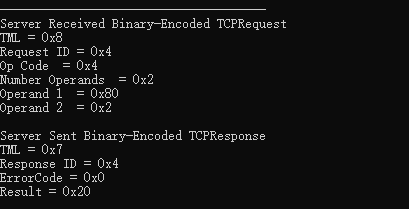 Server Received Binary-Encoded TCPRequest
TML = 0x8
Request ID = 0x4
Op Code  = 0x4
Number Operands  = 0x2
Operand 1  = 0x80
Operand 2  = 0x2
Server Sent Binary-Encoded TCPResponse
TML = 0x7
Response ID = 0x4
ErrorCode = 0x0
Result = 0x20